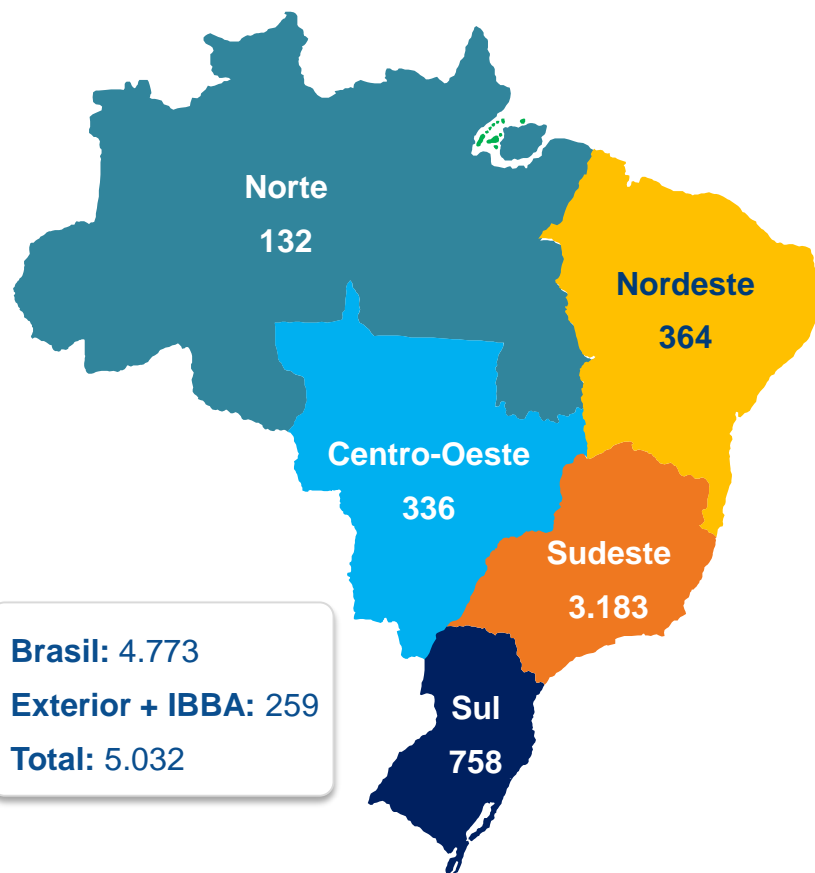 Norte
132
Nordeste
364
Centro-Oeste
336
Sudeste
3.183
Sul
758
Brasil: 4.773
Exterior + IBBA: 259
Total: 5.032